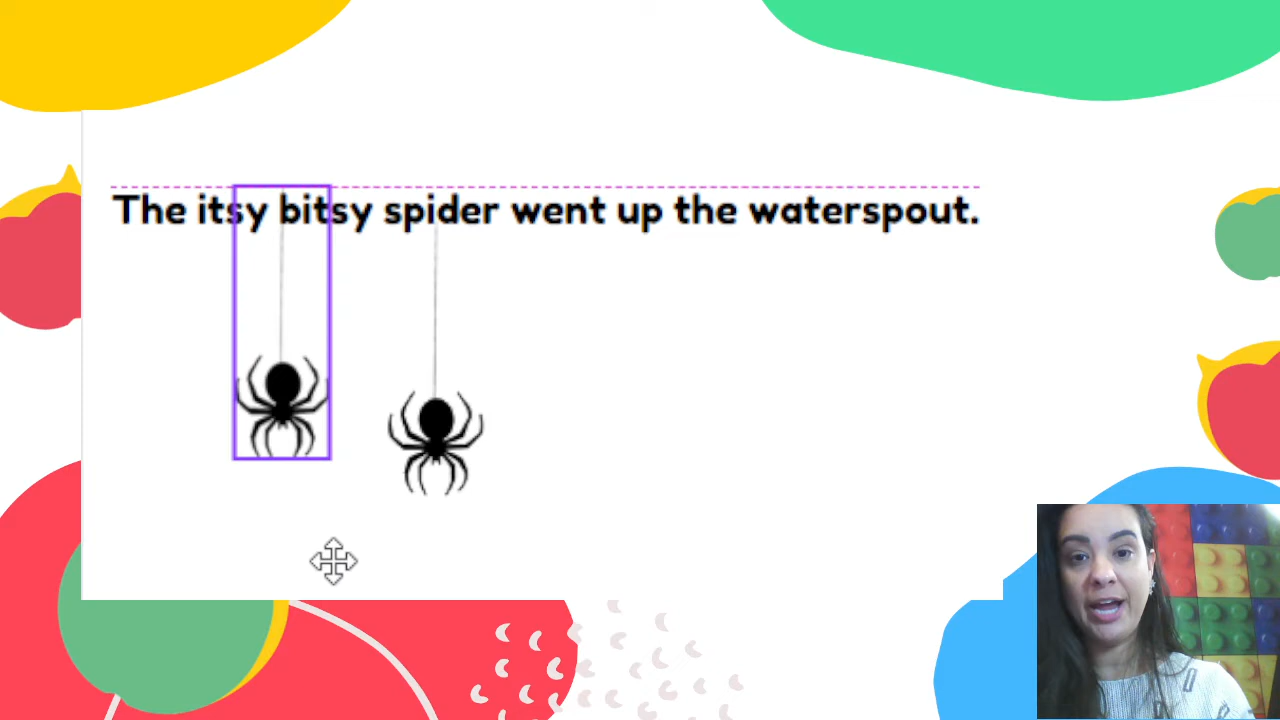 The itsy bitsy spider went up the waterspout.